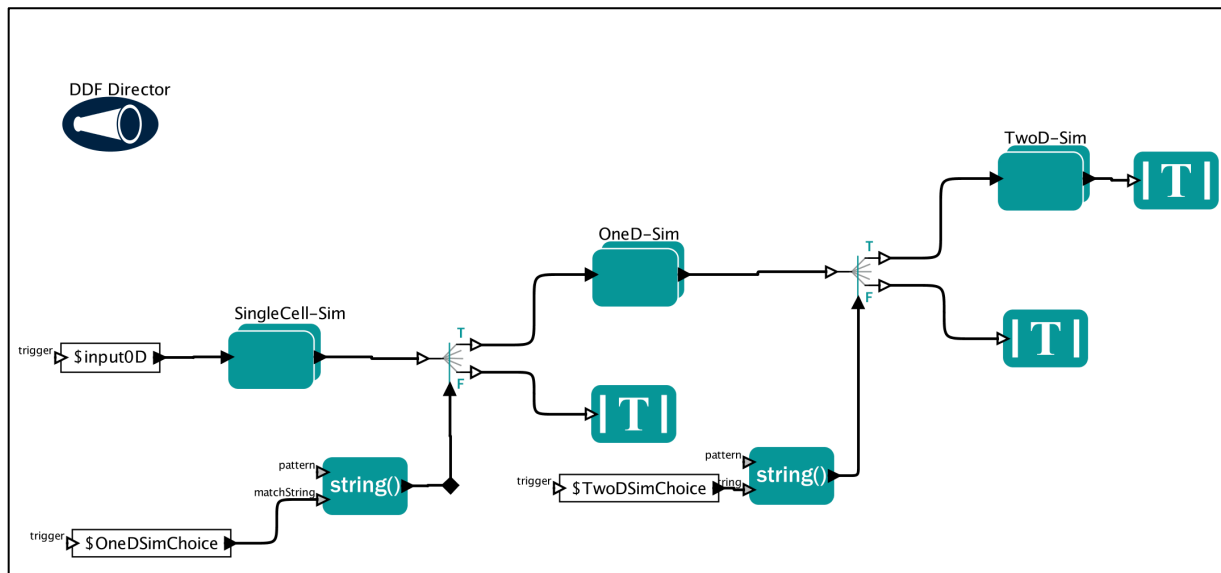 DDF Director
TwoD-Sim
T
OneD-Sim
T
F
T
SingleCell-Sim
T
trigger
$input0D
F
T
pattern
string()
matchString
pattern
string()
trigger
$TwoDSimChoice
tring
trigger
$OneDSimChoice